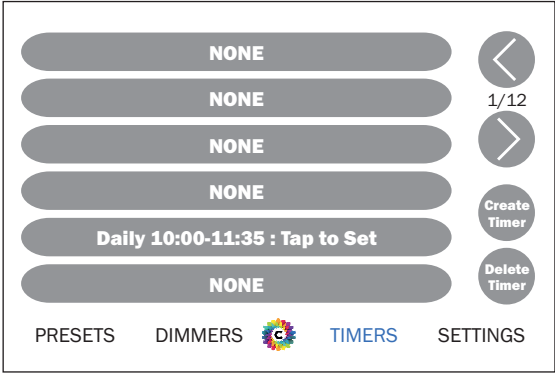 NONE
NONE
1/12
NONE
NONE
Create
Timer
Daily 10:00-11:35 : Tap to Set
Delete
Timer
NONE
PRESETS DIMMERS C TIMERS SETTINGS